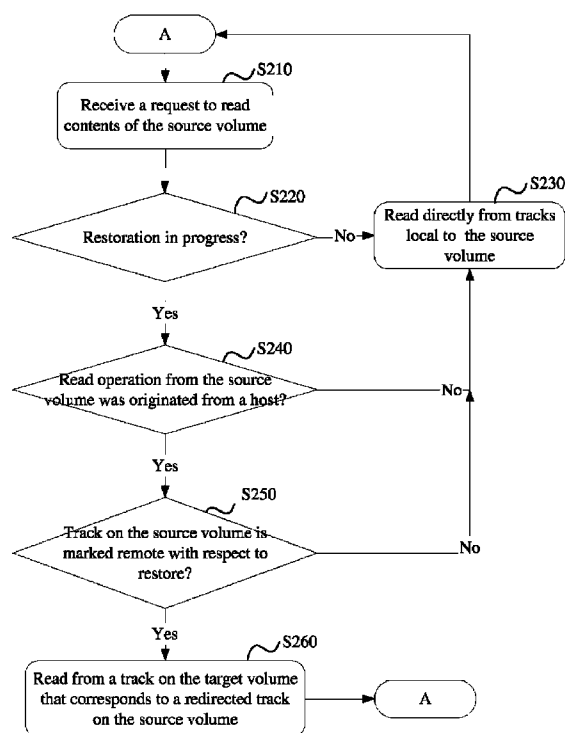 A
S210
Receive a request to read
contents of the source volume
S220
Restoration in progress?
No
S230
Read directly from tracks
local to the source
volume
Yes
S240
Read operation from the source
volume was originated from a host?
No
Yes
S250
Track on the source volume is
marked remote with respect to
restore?
No
Yes
S260
Read from a track on the target volume
that corresponds to a redirected track
on the source volume
A